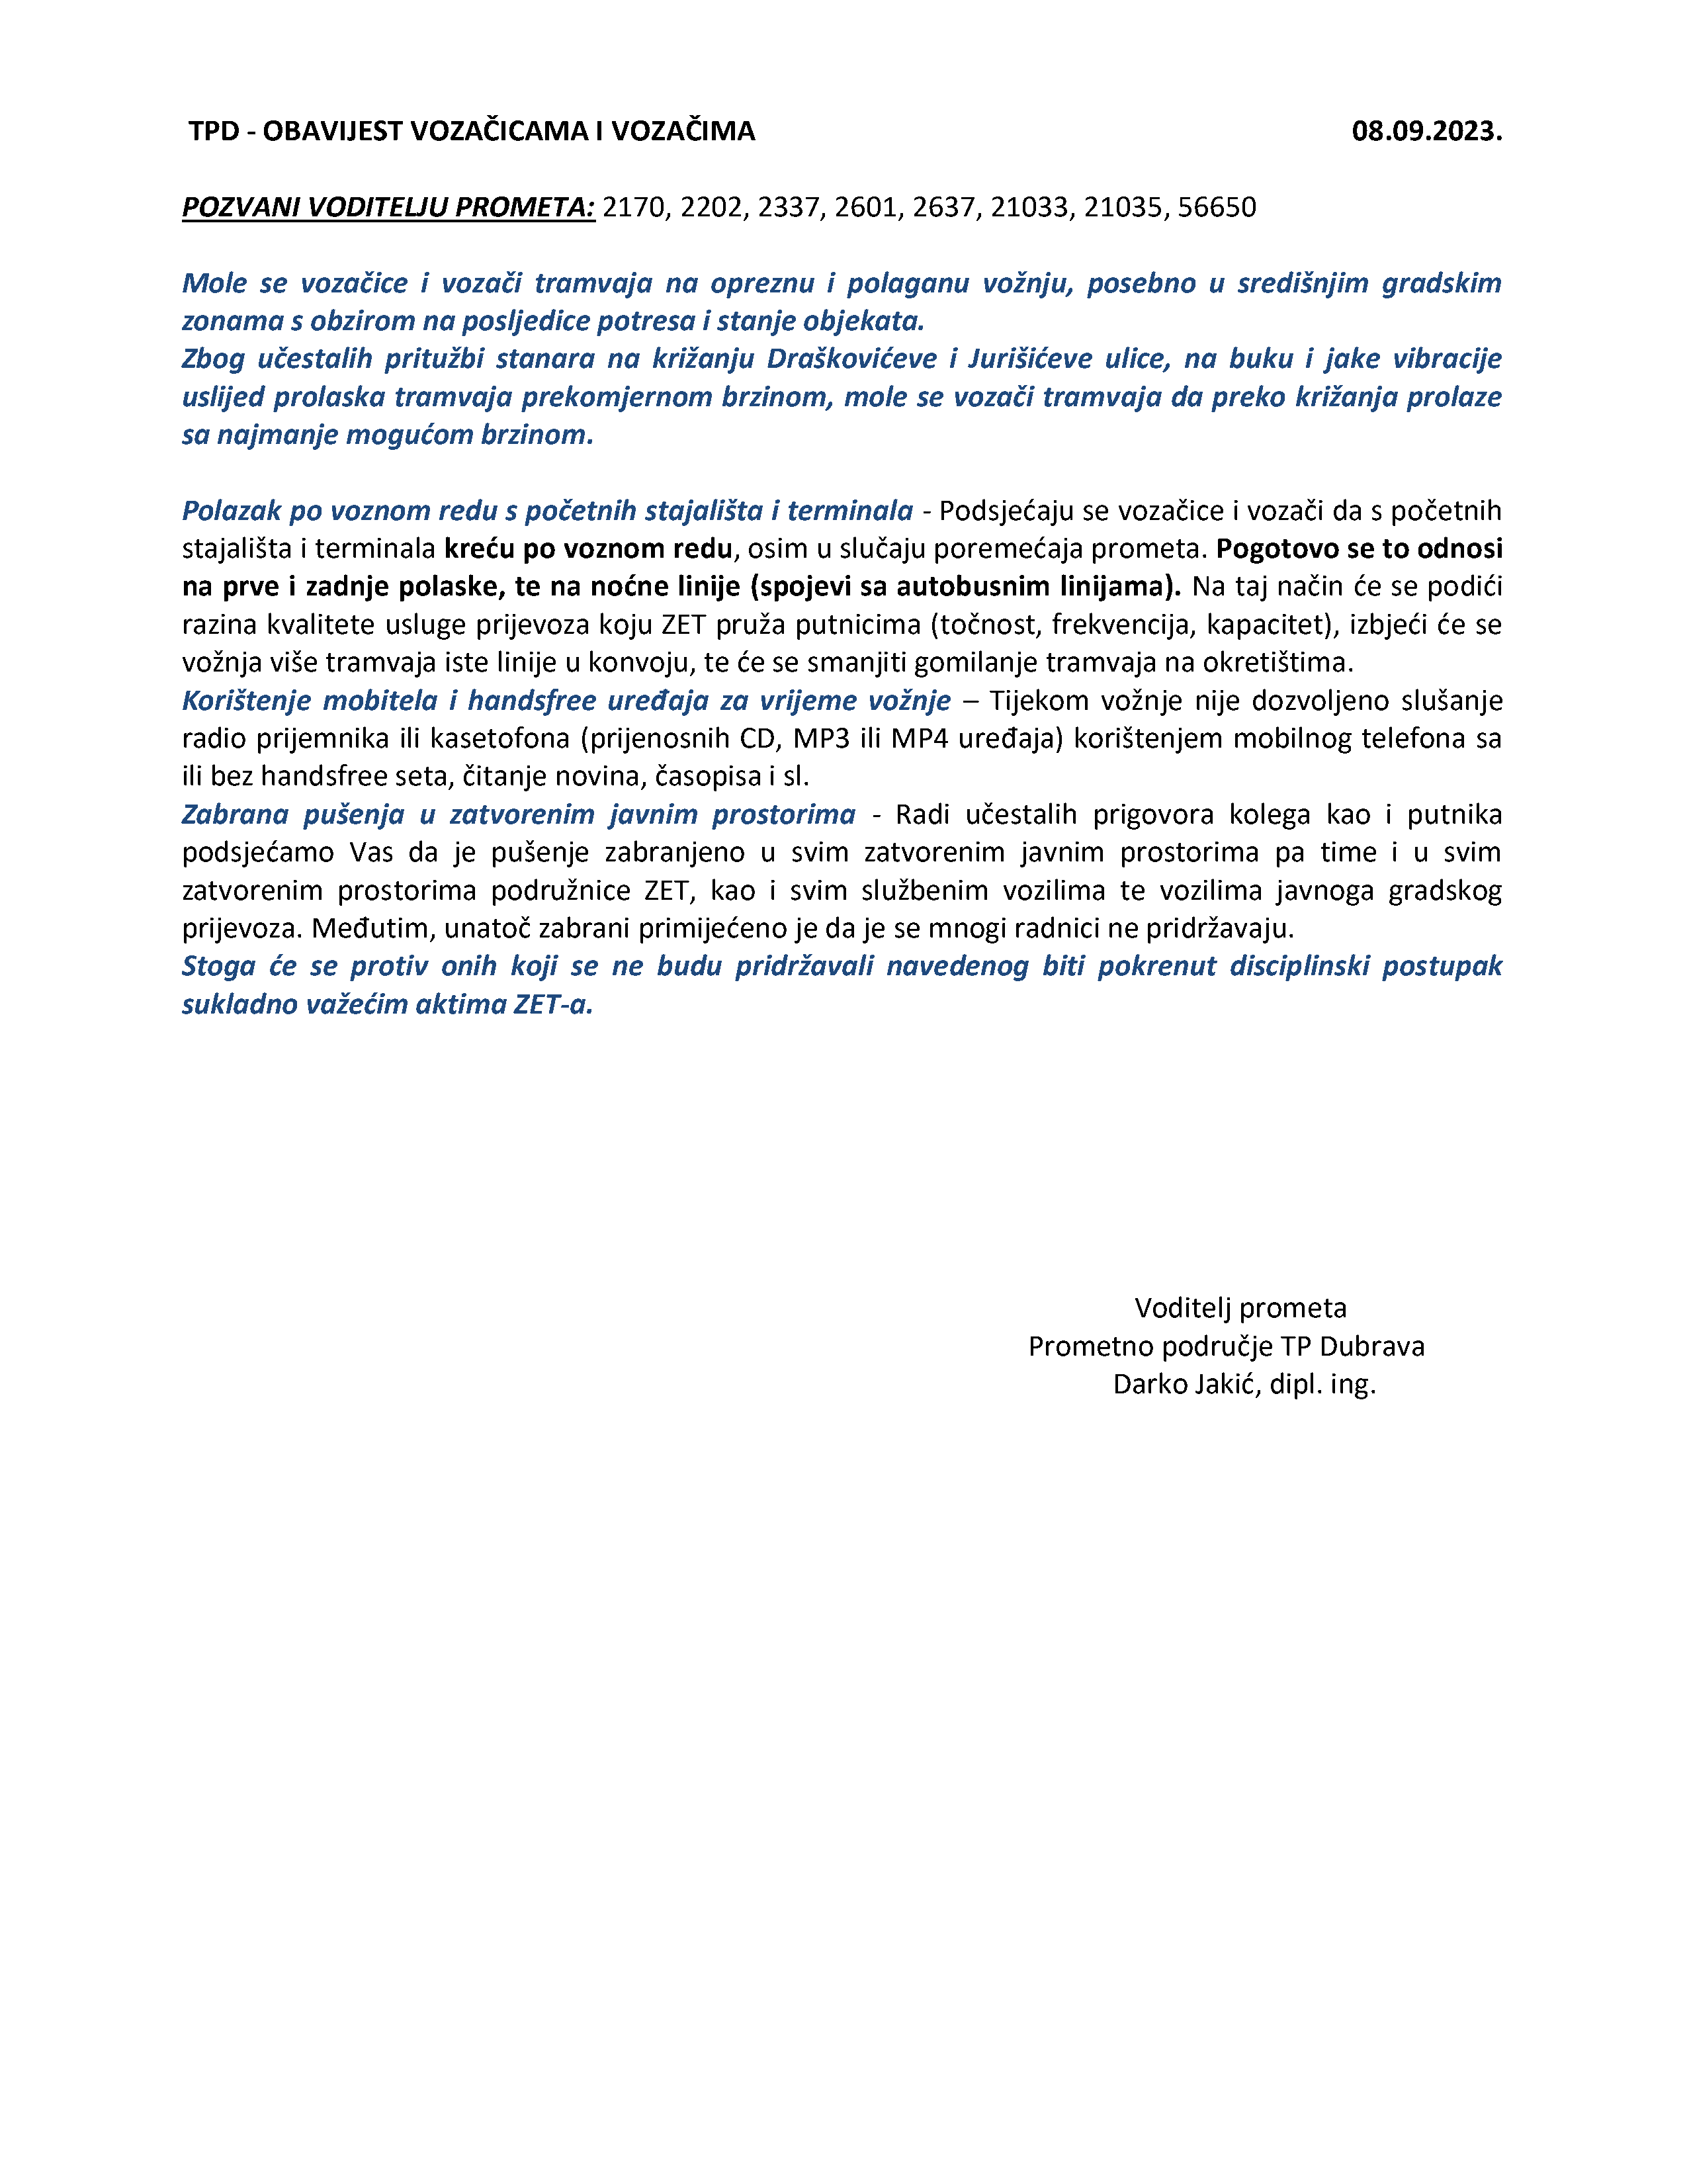 TPD - OBAVIJEST VOZAČICAMA I VOZAČIMA 08.09.2023.
POZVANI VODITELJU PROMETA: 2170, 2202, 2337, 2601, 2637, 21033, 21035, 56650
Mole se vozačice i vozači tramvaja na opreznu i polaganu vožnju, posebno u središnjim gradskim
zonama s obzirom na posljedice potresa i stanje objekata.
Zbog učestalih pritužbi stanara na križanju Draškovićeve i Jurišićeve ulice, na buku i jake vibracije
uslijed prolaska tramvaja prekomjernom brzinom, mole se vozači tramvaja da preko križanja prolaze
sa najmanje mogućom brzinom.
Polazak po voznom redu s početnih stajališta i terminala - Podsjećaju se vozačice i vozači da s početnih
stajališta i terminala kreću po voznom redu, osim u slučaju poremećaja prometa. Pogotovo se to odnosi
na prve i zadnje polaske, te na noćne linije (spojevi sa autobusnim linijama). Na taj način će se podići
razina kvalitete usluge prijevoza koju ZET pruža putnicima (točnost, frekvencija, kapacitet), izbjeći će se
vožnja više tramvaja iste linije u konvoju, te će se smanjiti gomilanje tramvaja na okretištima.
Korištenje mobitela i handsfree uređaja za vrijeme vožnje – Tijekom vožnje nije dozvoljeno slušanje
radio prijemnika ili kasetofona (prijenosnih CD, MP3 ili MP4 uređaja) korištenjem mobilnog telefona sa
ili bez handsfree seta, čitanje novina, časopisa i sl.
Zabrana pušenja u zatvorenim javnim prostorima - Radi učestalih prigovora kolega kao i putnika
podsjećamo Vas da je pušenje zabranjeno u svim zatvorenim javnim prostorima pa time i u svim
zatvorenim prostorima podružnice ZET, kao i svim službenim vozilima te vozilima javnoga gradskog
prijevoza. Međutim, unatoč zabrani primijećeno je da je se mnogi radnici ne pridržavaju.
Stoga će se protiv onih koji se ne budu pridržavali navedenog biti pokrenut disciplinski postupak
sukladno važećim aktima ZET-a.
Voditelj prometa
Prometno područje TP Dubrava
Darko Jakić, dipl. ing.